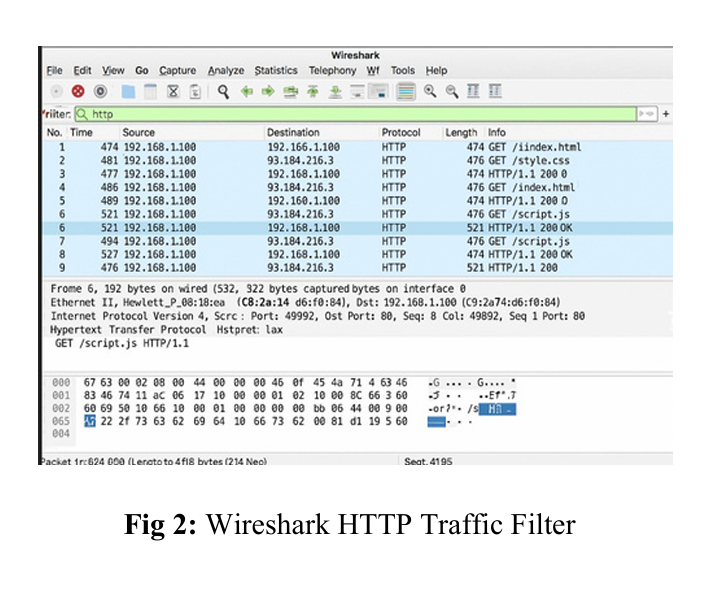 Wireshark
File Edit View Go Capture Analyze Statistics Telephony Wf Tools Help
http +
No. Time Source Destination Protocol Length Info
1 474 192.168.1.100 192.166.1.100 HTTP 474 GET /iindex.html
2 481 192.168.1.100 93.184.216.3 HTTP 476 GET /style.css
3 477 192.168.1.100 192.168.1.100 HTTP 474 HTTP/1.1 200 0
4 486 192.168.1.100 93.184.216.3 HTTP 476 GET /index.html
5 489 192.168.1.100 192.160.1.100 HTTP 474 HTTP/1.1 200 O
6 521 192.168.1.100 93.184.216.3 HTTP 476 GET /script.js
6 521 192.168.1.100 192.168.1.100 HTTP 521 HTTP/1.1 200 OK
7 494 192.168.1.100 93.184.216.3 HTTP 476 GET /script.js
8 527 192.168.1.100 192.168.1.100 HTTP 474 HTTP/1.1 200 OK
9 476 192.168.1.100 93.184.216.3 HTTP 521 HTTP/1.1 200
Frome 6, 192 bytes on wired (532, 322 bytes captured bytes on interface 0
Ethernet II, Hewlett_P_08:18:ea (C8:2a:14 d6:f0:84), Dst: 192.168.1.100 (C9:2a74:d6:f0:84)
Internet Protocol Version 4, Scrc : Port: 49992, Ost Port: 80, Seq: 8 Col: 49892, Seq 1 Port: 80
Hypertext Transfer Protocol Hstpret: lax
GET /script.js HTTP/1.1
000 67 63 00 02 08 00 44 00 00 00 46 0f 45 4a 71 4 63 46
001 83 46 74 11 ac 06 17 10 00 00 01 02 10 00 8C 66 3 60
002 60 69 50 10 66 10 00 01 00 00 00 00 bb 06 44 00 9 00
065 22 2f 73 63 62 69 64 10 66 73 62 00 81 d1 19 5 60
004
Packet bytes (214 Neo) Seqt. 4195
Fig 2: Wireshark HTTP Traffic Filter